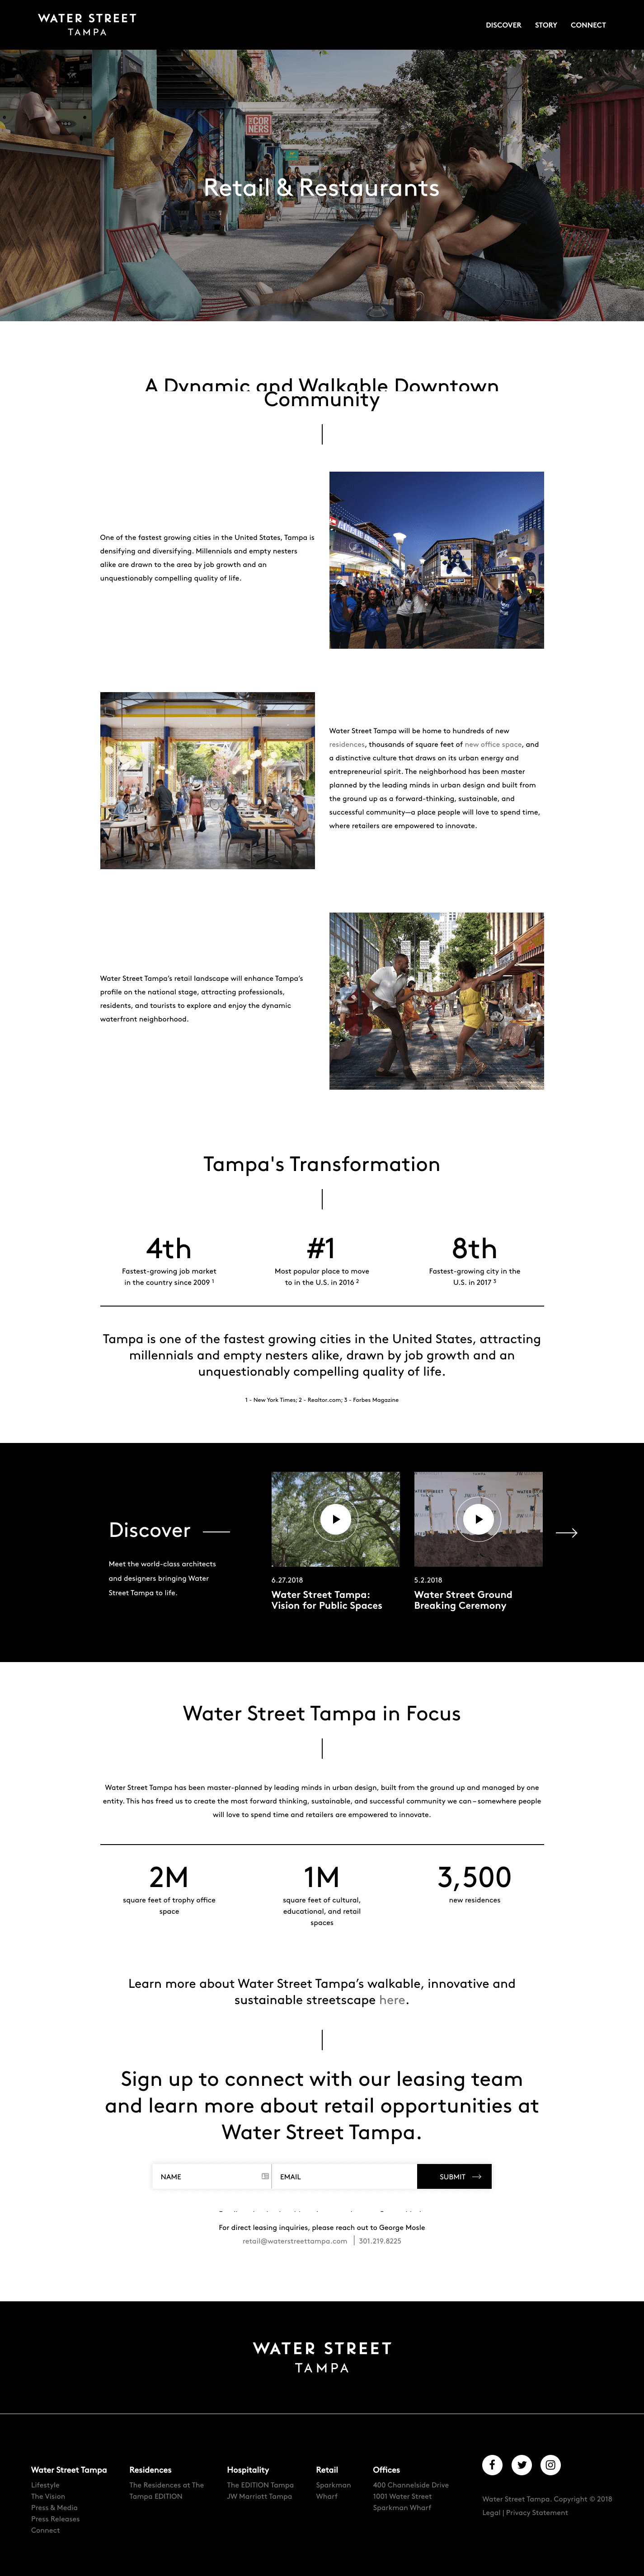 WATER STREET
TAMPA
DISCOVER STORY CONNECT
THE COR
NERS
Retail & Restaurants
A Dynamic and Walkable Downtown
Community
One of the fastest growing cities in the United States, Tampa is
densifying and diversifying. Millennials and empty nesters
alike are drawn to the area by job growth and an
unquestionably compelling quality of life.
Water Street Tampa will be home to hundreds of new
residences, thousands of square feet of new office space, and
a distinctive culture that draws on its urban energy and
entrepreneurial spirit. The neighborhood has been master
planned by the leading minds in urban design and built from
the ground up as a forward-thinking, sustainable, and
successful community—a place people will love to spend time,
where retailers are empowered to innovate.
Water Street Tampa's retail landscape will enhance Tampa's
profile on the national stage, attracting professionals,
residents, and tourists to explore and enjoy the dynamic
waterfront neighborhood.
Tampa's Transformation
4th
Fastest-growing job market
in the country since 2009 1
#1
Most popular place to move
to in the U.S. in 2016 2
8th
Fastest-growing city in the
U.S. in 2017 3
Tampa is one of the fastest growing cities in the United States, attracting
millennials and empty nesters alike, drawn by job growth and an
unquestionably compelling quality of life.
1 - New York Times; 2 - Realtor.com; 3 - Forbes Magazine
Discover
Meet the world-class architects
and designers bringing Water
Street Tampa to life.
6.27.2018
Water Street Tampa:
Vision for Public Spaces
5.2.2018
Water Street Ground
Breaking Ceremony
Water Street Tampa in Focus
Water Street Tampa has been master-planned by leading minds in urban design, built from the ground up and managed by one
entity. This has freed us to create the most forward thinking, sustainable, and successful community we can – somewhere people
will love to spend time and retailers are empowered to innovate.
2M
square feet of trophy office
space
1M
square feet of cultural,
educational, and retail
spaces
3,500
new residences
Learn more about Water Street Tampa's walkable, innovative and
sustainable streetscape here.
Sign up to connect with our leasing team
and learn more about retail opportunities at
Water Street Tampa.
NAME
EMAIL
SUBMIT
For direct leasing inquiries, please reach out to George Mosle
retail@waterstreettampa.com | 301.219.8225
WATER STREET
TAMPA
Water Street Tampa
Lifestyle
The Vision
Press & Media
Press Releases
Connect
Residences
The Residences at The
Tampa EDITION
Hospitality
The EDITION Tampa
JW Marriott Tampa
Retail
Sparkman
Wharf
Offices
400 Channelside Drive
1001 Water Street
Sparkman Wharf
Water Street Tampa. Copyright © 2018
Legal | Privacy Statement